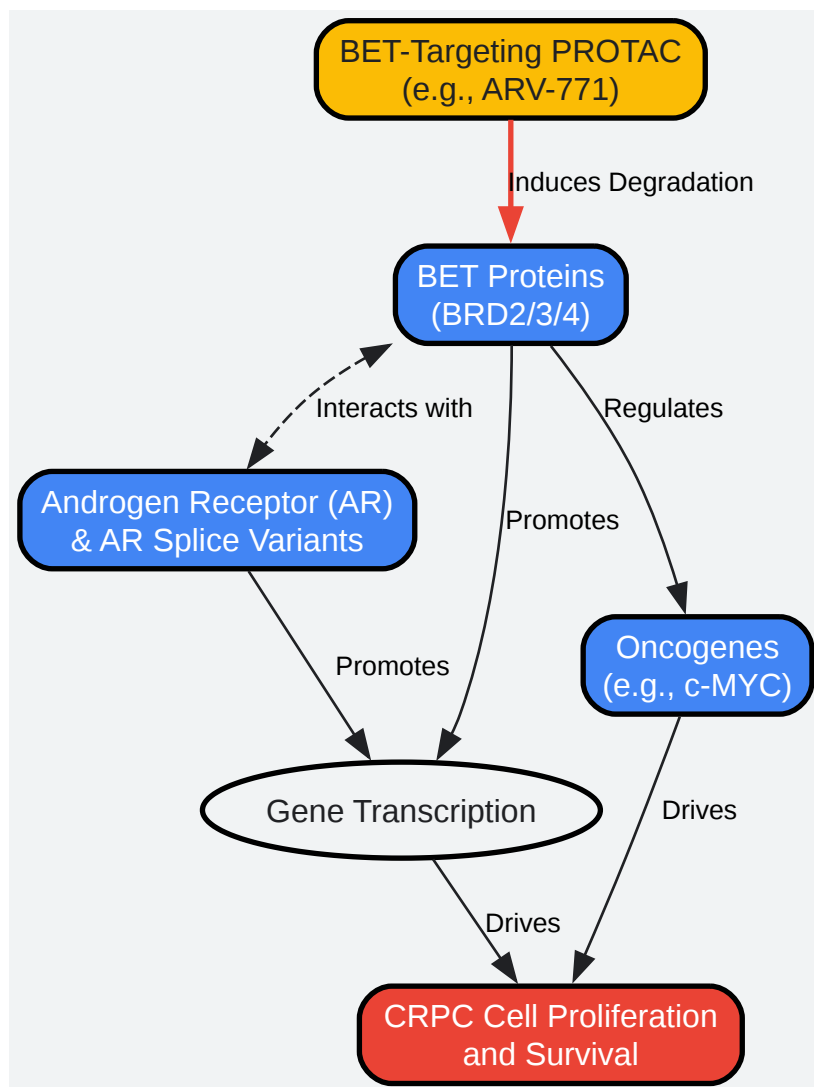 BET-Targeting PROTAC
(e.g., ARV-771)
Induces Degradation
BET Proteins
(BRD2/3/4)
Interacts with
Regulates
Androgen Receptor (AR)
& AR Splice Variants
Promotes
Oncogenes
(e.g., c-MYC)
Promotes
Gene Transcription
Drives
Drives
CRPC Cell Proliferation
and Survival